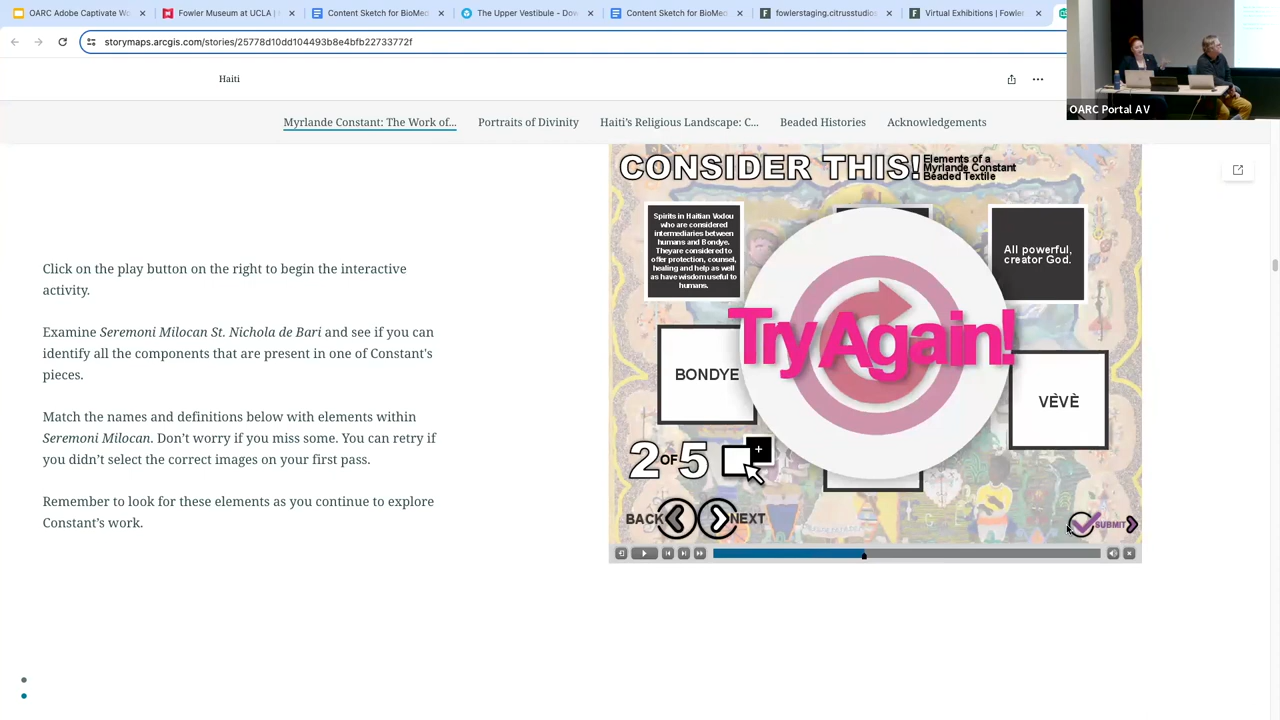 OARC Adobe Captivate Wo
Fowler Museum at UCLA |
Content Sketch for BioMed
The Upper Vestibule - Dow
Content Sketch for BioMed
fowlerstaging.citrusstudios
Virtual Exhibitions | Fowler
storymaps.arcgis.com/stories/25778d10dd104493b8e4bfb22733772f
OARC Portal AV
Haiti
Myrlande Constant: The Work of...
Portraits of Divinity
Haiti's Religious Landscape: C...
Beaded Histories
Acknowledgements
Click on the play button on the right to begin the interactive
activity.
Examine Seremoni Milocan St. Nichola de Bari and see if you can
identify all the components that are present in one of Constant's
pieces.
Match the names and definitions below with elements within
Seremoni Milocan. Don't worry if you miss some. You can retry if
you didn't select the correct images on your first pass.
Remember to look for these elements as you continue to explore
Constant's work.
CONSIDER THIS!
Elements of a
Myrlande Constant
Beaded Textile
Spirits in Haitian Vodou
who are considered
intermediaries between
humans and Bondye.
Theyare considered to
offer protection, counsel,
healing and help as well
as have wisdom useful to
humans.
All powerful,
creator God.
Try Again!
BONDYE
VÈVÈ
2 OF 5
BACK
NEXT
SUBMIT